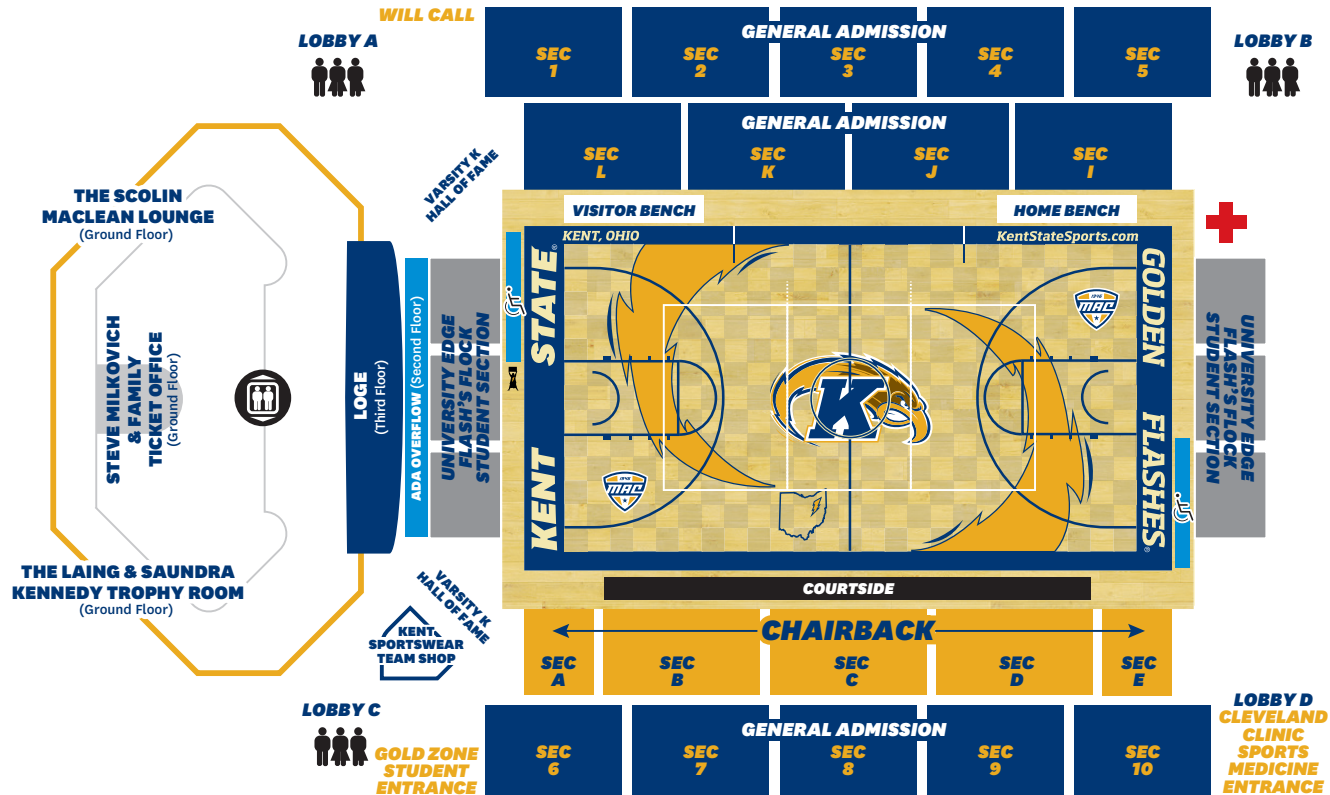 WILL CALL
LOBBY A
LOBBY B
GENERAL ADMISSION
SEC
1
SEC
2
SEC
3
SEC
4
SEC
5
GENERAL ADMISSION
SEC
L
SEC
K
SEC
J
SEC
I
VARSITY K
HALL OF FAME
THE SCOLIN
MACLEAN LOUNGE
(Ground Floor)
VISITOR BENCH
HOME BENCH
KENT, OHIO
KentStateSports.com
STEVE MILKOVICH
& FAMILY
TICKET OFFICE
(Ground Floor)
LOGE
(Third Floor)
ADA OVERFLOW (Second Floor)
UNIVERSITY EDGE
FLASH'S FLOCK
STUDENT SECTION
KENT STATE®
K
MAC
MAC
GOLDEN FLASHES®
UNIVERSITY EDGE
FLASH'S FLOCK
STUDENT SECTION
THE LAING & SAUNDRA
KENNEDY TROPHY ROOM
(Ground Floor)
VARSITY K
HALL OF FAME
KENT
SPORTSWEAR
TEAM SHOP
COURTSIDE
CHAIRBACK
SEC
A
SEC
B
SEC
C
SEC
D
SEC
E
LOBBY C
GOLD ZONE
STUDENT
ENTRANCE
GENERAL ADMISSION
SEC
6
SEC
7
SEC
8
SEC
9
SEC
10
LOBBY D
CLEVELAND
CLINIC
SPORTS
MEDICINE
ENTRANCE